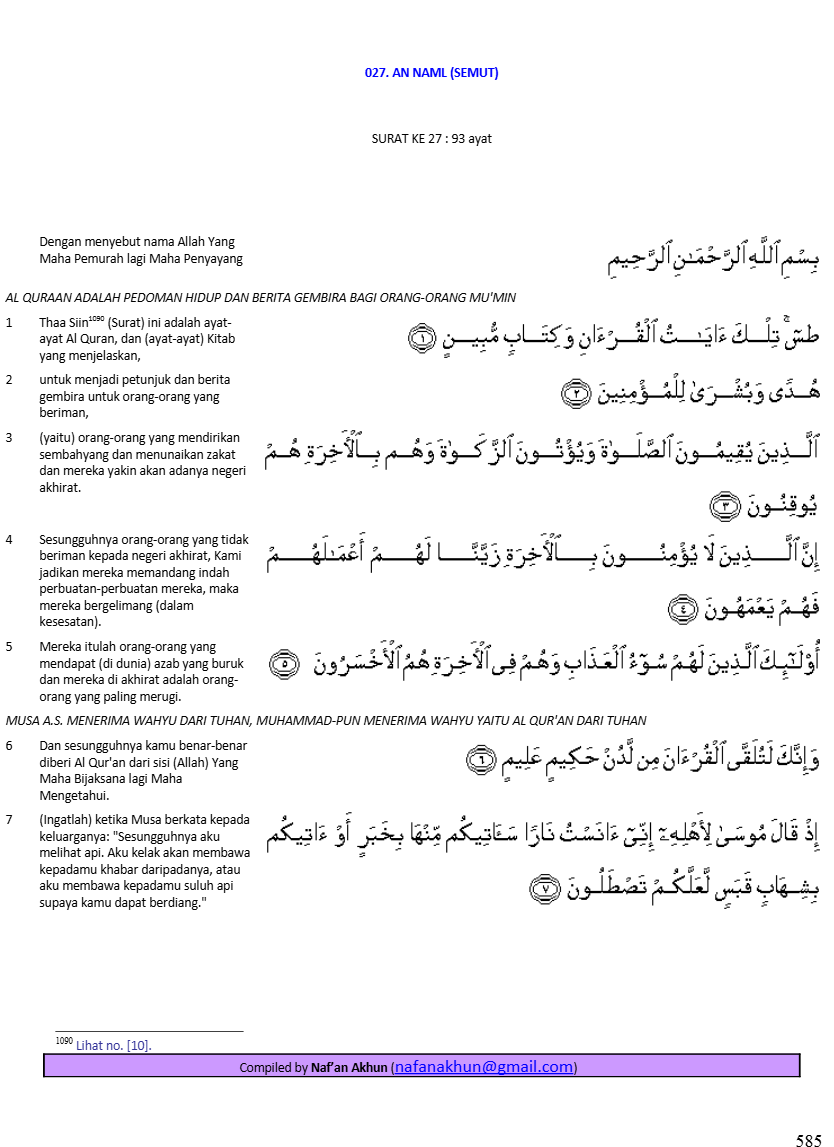 027. AN NAML (SEMUT)
SURAT KE 27 : 93 ayat
Dengan menyebut nama Allah Yang
Maha Pemurah lagi Maha Penyayang
بِسْمِ ٱللَّهِ ٱلرَّحْمَـٰنِ ٱلرَّحِيمِ
AL QURAAN ADALAH PEDOMAN HIDUP DAN BERITA GEMBIRA BAGI ORANG-ORANG MU'MIN
1 Thaa Siin1090 (Surat) ini adalah ayat-
ayat Al Quran, dan (ayat-ayat) Kitab
yang menjelaskan,
طسٓ ۚ تِلْكَ ءَايَـٰتُ ٱلْقُرْءَانِ وَكِتَابٍ مُّبِينٍ ﴿١﴾
2 untuk menjadi petunjuk dan berita
gembira untuk orang-orang yang
beriman,
هُدًى وَبُشْرَىٰ لِلْمُؤْمِنِينَ ﴿٢﴾
3 (yaitu) orang-orang yang mendirikan
sembahyang dan menunaikan zakat
dan mereka yakin akan adanya negeri
akhirat.
ٱلَّذِينَ يُقِيمُونَ ٱلصَّلَوٰةَ وَيُؤْتُونَ ٱلزَّكَوٰةَ وَهُم بِٱلْأَخِرَةِ هُمْ
يُوقِنُونَ ﴿٣﴾
4 Sesungguhnya orang-orang yang tidak
beriman kepada negeri akhirat, Kami
jadikan mereka memandang indah
perbuatan-perbuatan mereka, maka
mereka bergelimang (dalam
kesesatan).
إِنَّ ٱلَّذِينَ لَا يُؤْمِنُونَ بِٱلْأَخِرَةِ زَيَّنَّا لَهُمْ أَعْمَـٰلَهُمْ
فَهُمْ يَعْمَهُونَ ﴿٤﴾
5 Mereka itulah orang-orang yang
mendapat (di dunia) azab yang buruk
dan mereka di akhirat adalah orang-
orang yang paling merugi.
أُوْلَـٰٓئِكَ ٱلَّذِينَ لَهُمْ سُوٓءُ ٱلْعَذَابِ وَهُمْ فِى ٱلْأَخِرَةِ هُمُ ٱلْأَخْسَرُونَ ﴿٥﴾
MUSA A.S. MENERIMA WAHYU DARI TUHAN, MUHAMMAD-PUN MENERIMA WAHYU YAITU AL QUR'AN DARI TUHAN
6 Dan sesungguhnya kamu benar-benar
diberi Al Qur'an dari sisi (Allah) Yang
Maha Bijaksana lagi Maha
Mengetahui.
وَإِنَّكَ لَتُلَقَّى ٱلْقُرْءَانَ مِن لَّدُنْ حَكِيمٍ عَلِيمٍ ﴿٦﴾
7 (Ingatlah) ketika Musa berkata kepada
keluarganya: "Sesungguhnya aku
melihat api. Aku kelak akan membawa
kepadamu khabar daripadanya, atau
aku membawa kepadamu suluh api
supaya kamu dapat berdiang."
إِذْ قَالَ مُوسَىٰ لِأَهْلِهِۦٓ إِنِّىٓ ءَانَسْتُ نَارًا سَـَٔاتِيكُم مِّنْهَا بِخَبَرٍ أَوْ ءَاتِيكُم
بِشِهَابٍ قَبَسٍ لَّعَلَّكُمْ تَصْطَلُونَ ﴿٧﴾
1090 Lihat no. [10].
Compiled by Naf'an Akhun (nafanakhun@gmail.com)
585